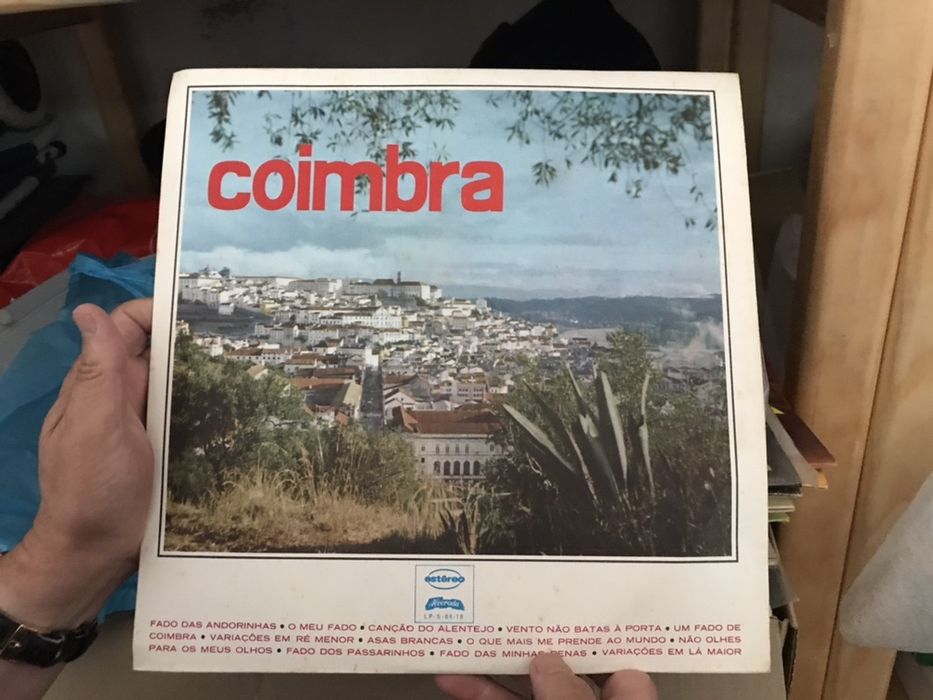 coimbra
estéreo
Alvorada
LP-S-04-18
FADO DAS ANDORINHAS • O MEU FADO • CANÇÃO DO ALENTEJO • VENTO NÃO BATAS À PORTA • UM FADO DE
COIMBRA • VARIAÇÕES EM RÉ MENOR • ASAS BRANCAS • O QUE MAIS ME PRENDE AO MUNDO • NÃO OLHES
PARA OS MEUS OLHOS • FADO DOS PASSARINHOS • FADO DAS MINHAS PENAS • VARIAÇÕES EM LÁ MAIOR